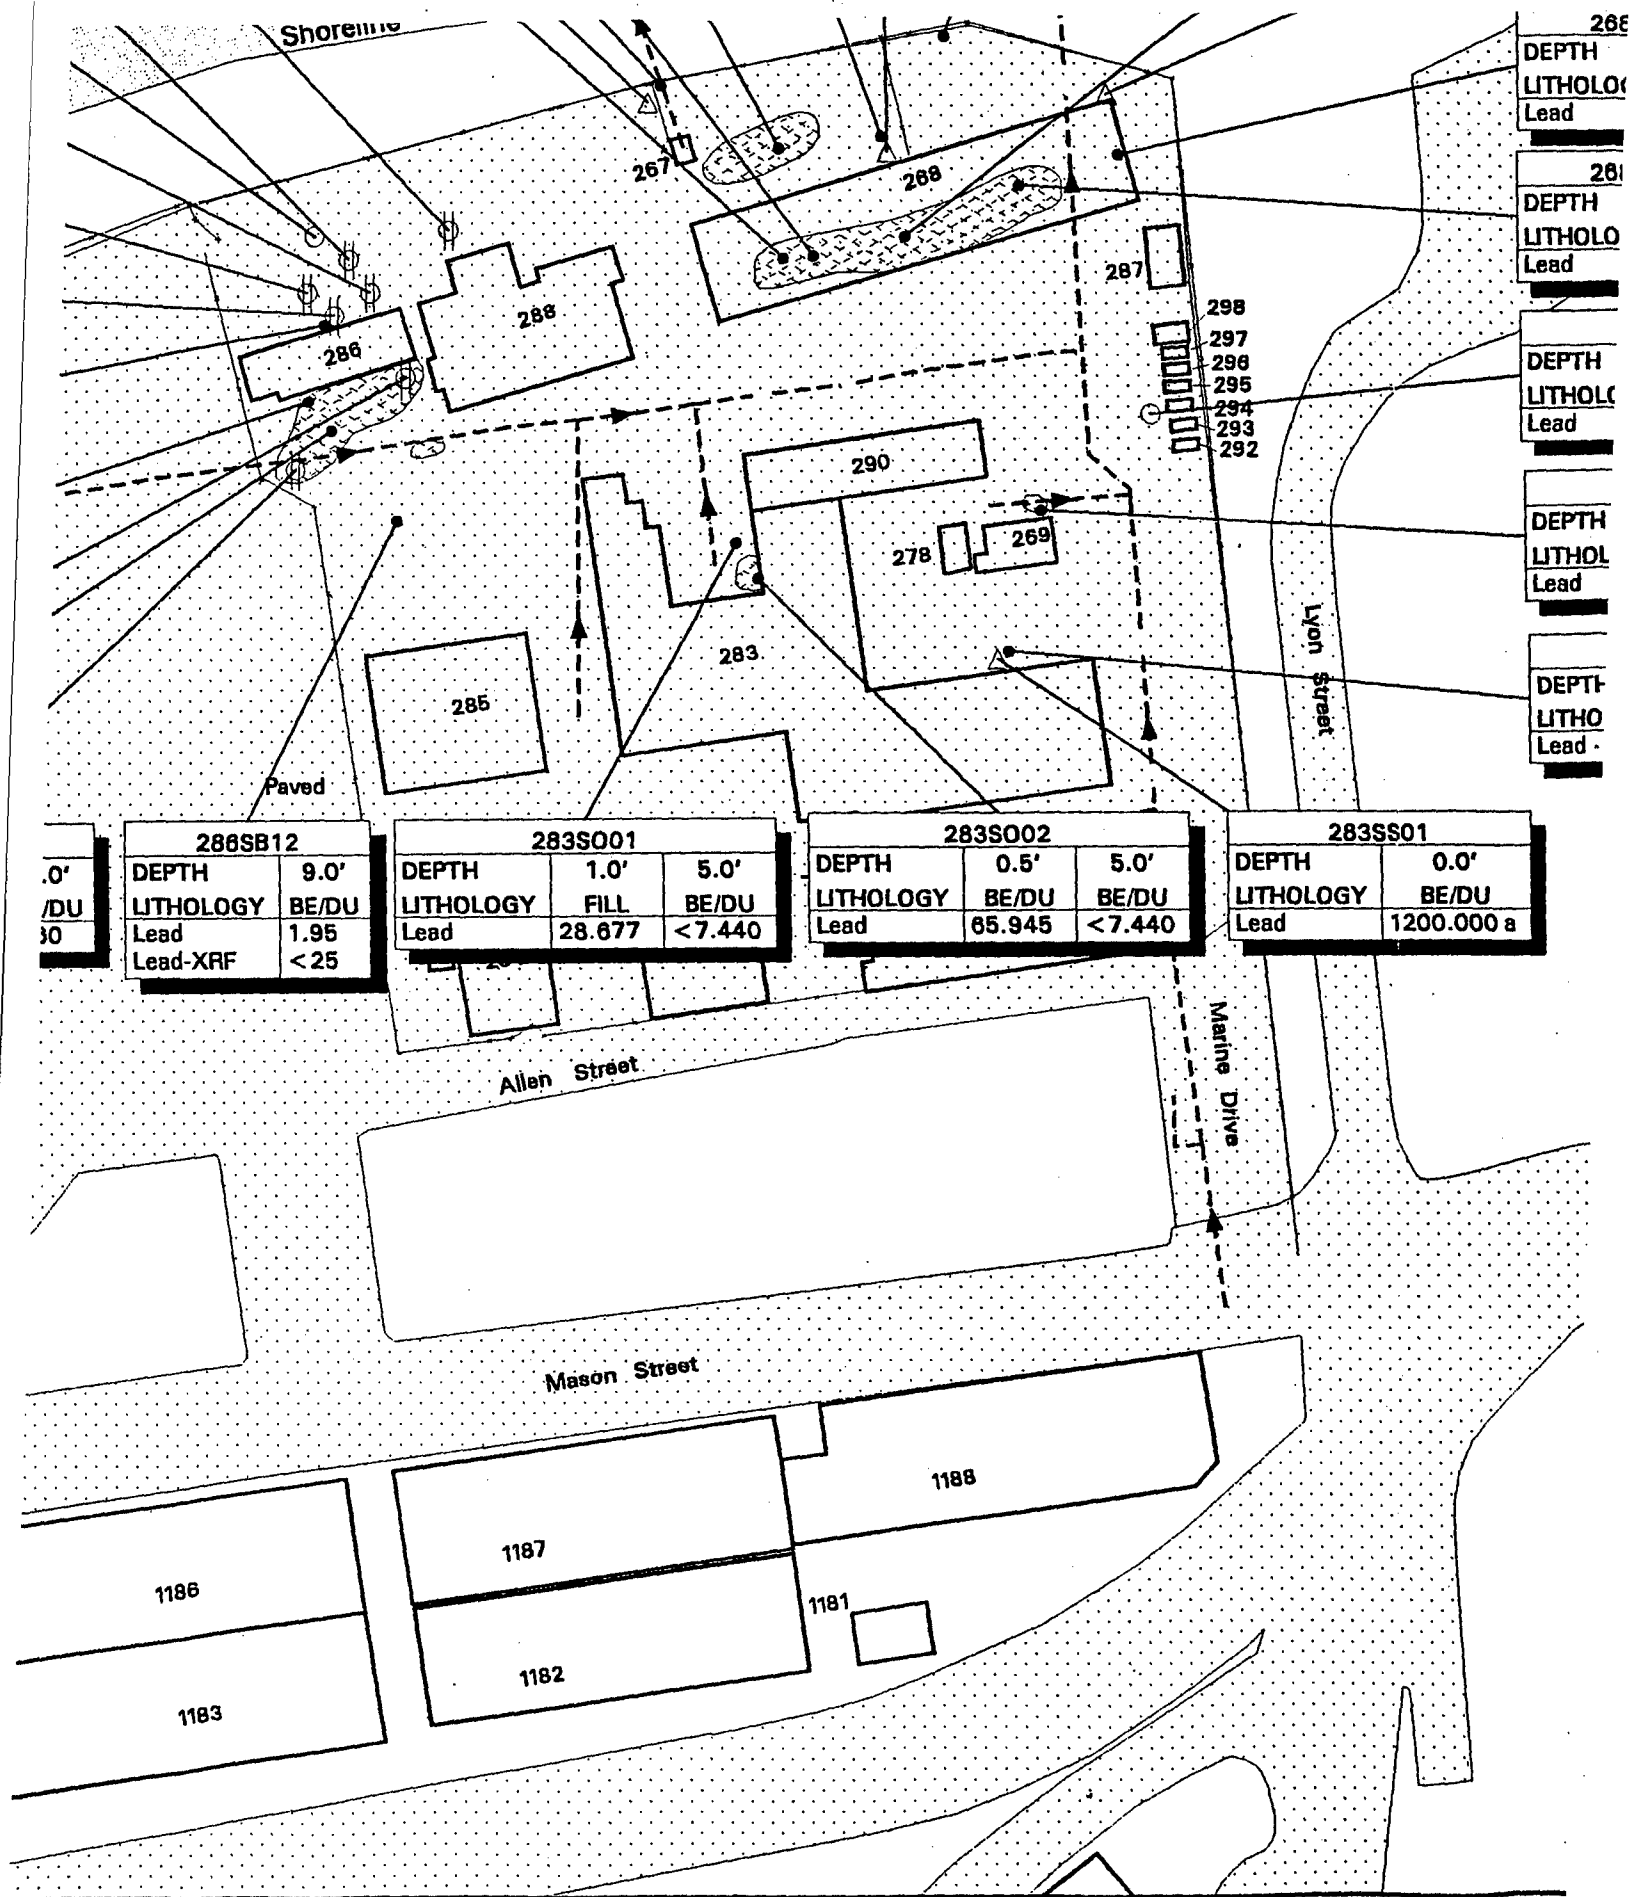 Shoreline
268
DEPTH
Lead
267
268
DEPTH
Lead
287
298
288
297
286
296
295
294
293
292
DEPTH
Lead
290
278
269
DEPTH
Lead
283
285
Lyon Street
Lead
Paved
286SB12
DEPTH 9.0'
LITHOLOGY BE/DU
Lead 1.95
Lead-XRF <25
283SO01
DEPTH 1.0' 5.0'
LITHOLOGY FILL BE/DU
Lead 28.677 <7.440
283SO02
DEPTH 0.5' 5.0'
LITHOLOGY BE/DU BE/DU
Lead 65.945 <7.440
283SS01
DEPTH 0.0'
LITHOLOGY BE/DU
Lead 1200.000 a
.0'
/DU
Marine Drive
Allen Street
Mason Street
1188
1187
1186
1181
1182
1183